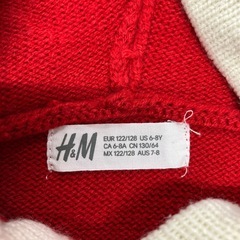 H&M
EUR 122/128 US 6-8Y
CA 6-8A CN 130/64
MX 122/128 AUS 7-8